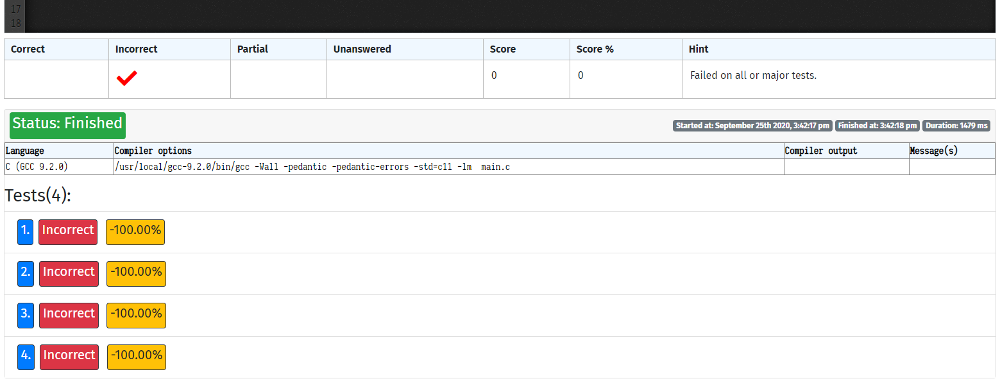 17
18
Correct Incorrect Partial Unanswered Score Score % Hint
0 0 Failed on all or major tests.
Status: Finished Started at: September 25th 2020, 3:42:17 pm Finished at: 3:42:18 pm Duration: 1479 ms
Language Compiler options Compiler output Message(s)
C (GCC 9.2.0) /usr/local/gcc-9.2.0/bin/gcc -Wall -pedantic -pedantic-errors -std=c11 -lm main.c
Tests(4):
1. Incorrect -100.00%
2. Incorrect -100.00%
3. Incorrect -100.00%
4. Incorrect -100.00%